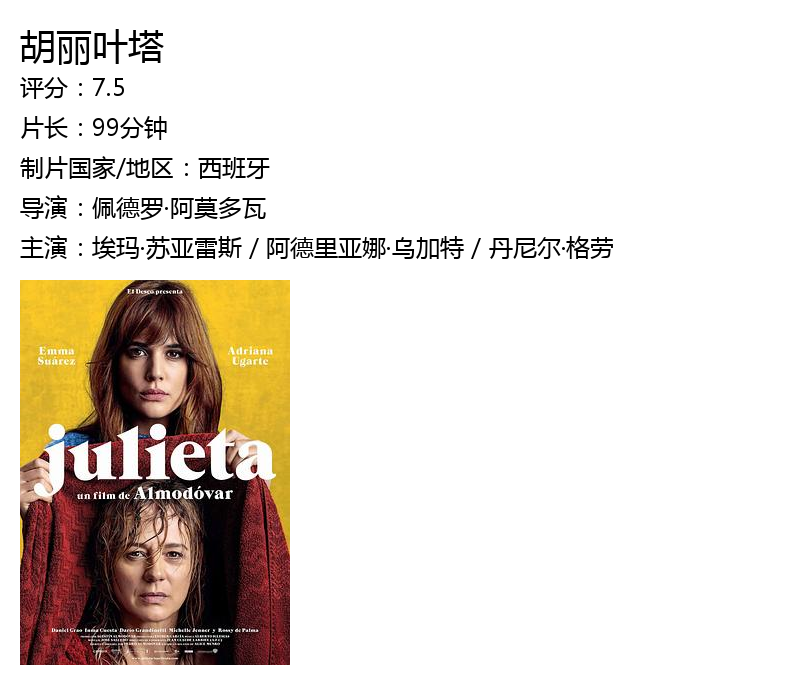 胡丽叶塔
评分：7.5
片长：99分钟
制片国家/地区：西班牙
导演：佩德罗·阿莫多瓦
主演：埃玛·苏亚雷斯 / 阿德里亚娜·乌加特 / 丹尼尔·格劳
El Deseo presenta
Emma
Suárez
Adriana
Ugarte
julieta
un film de Almodóvar
Daniel Grao Inma Cuesta Darío Grandinetti Michelle Jenner y Rossy de Palma